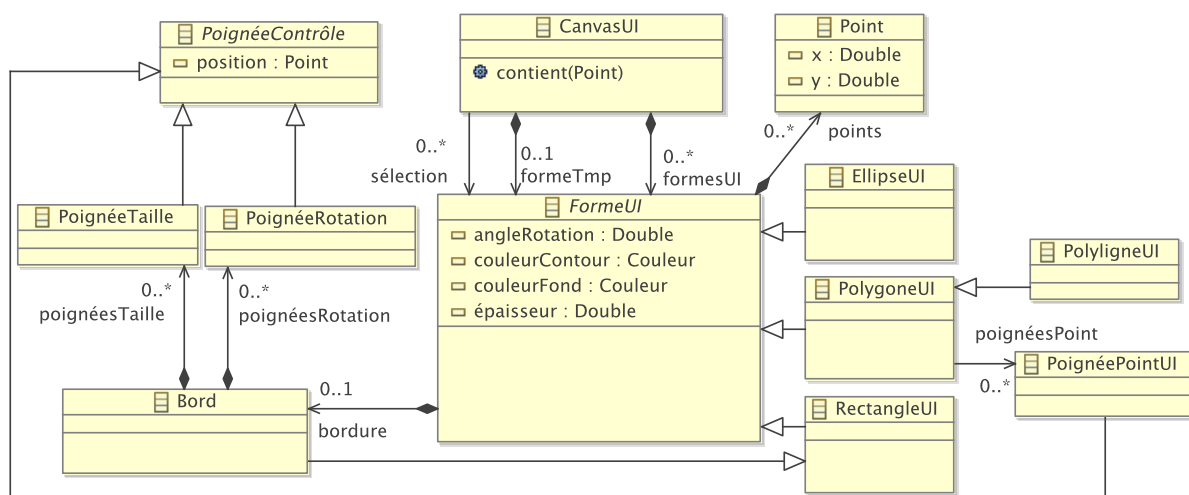 PoignéeContrôle
position : Point
CanvasUI
contient(Point)
Point
x : Double
y : Double
0..*
sélection
0..1
formeTmp
0..*
formesUI
0..*
points
EllipseUI
PoignéeTaille
PoignéeRotation
FormeUI
angleRotation : Double
couleurContour : Couleur
couleurFond : Couleur
épaisseur : Double
PolyligneUI
PolygoneUI
0..*
poignéesTaille
0..*
poignéesRotation
poignéesPoint
0..*
PoignéePointUI
Bord
0..1
bordure
RectangleUI